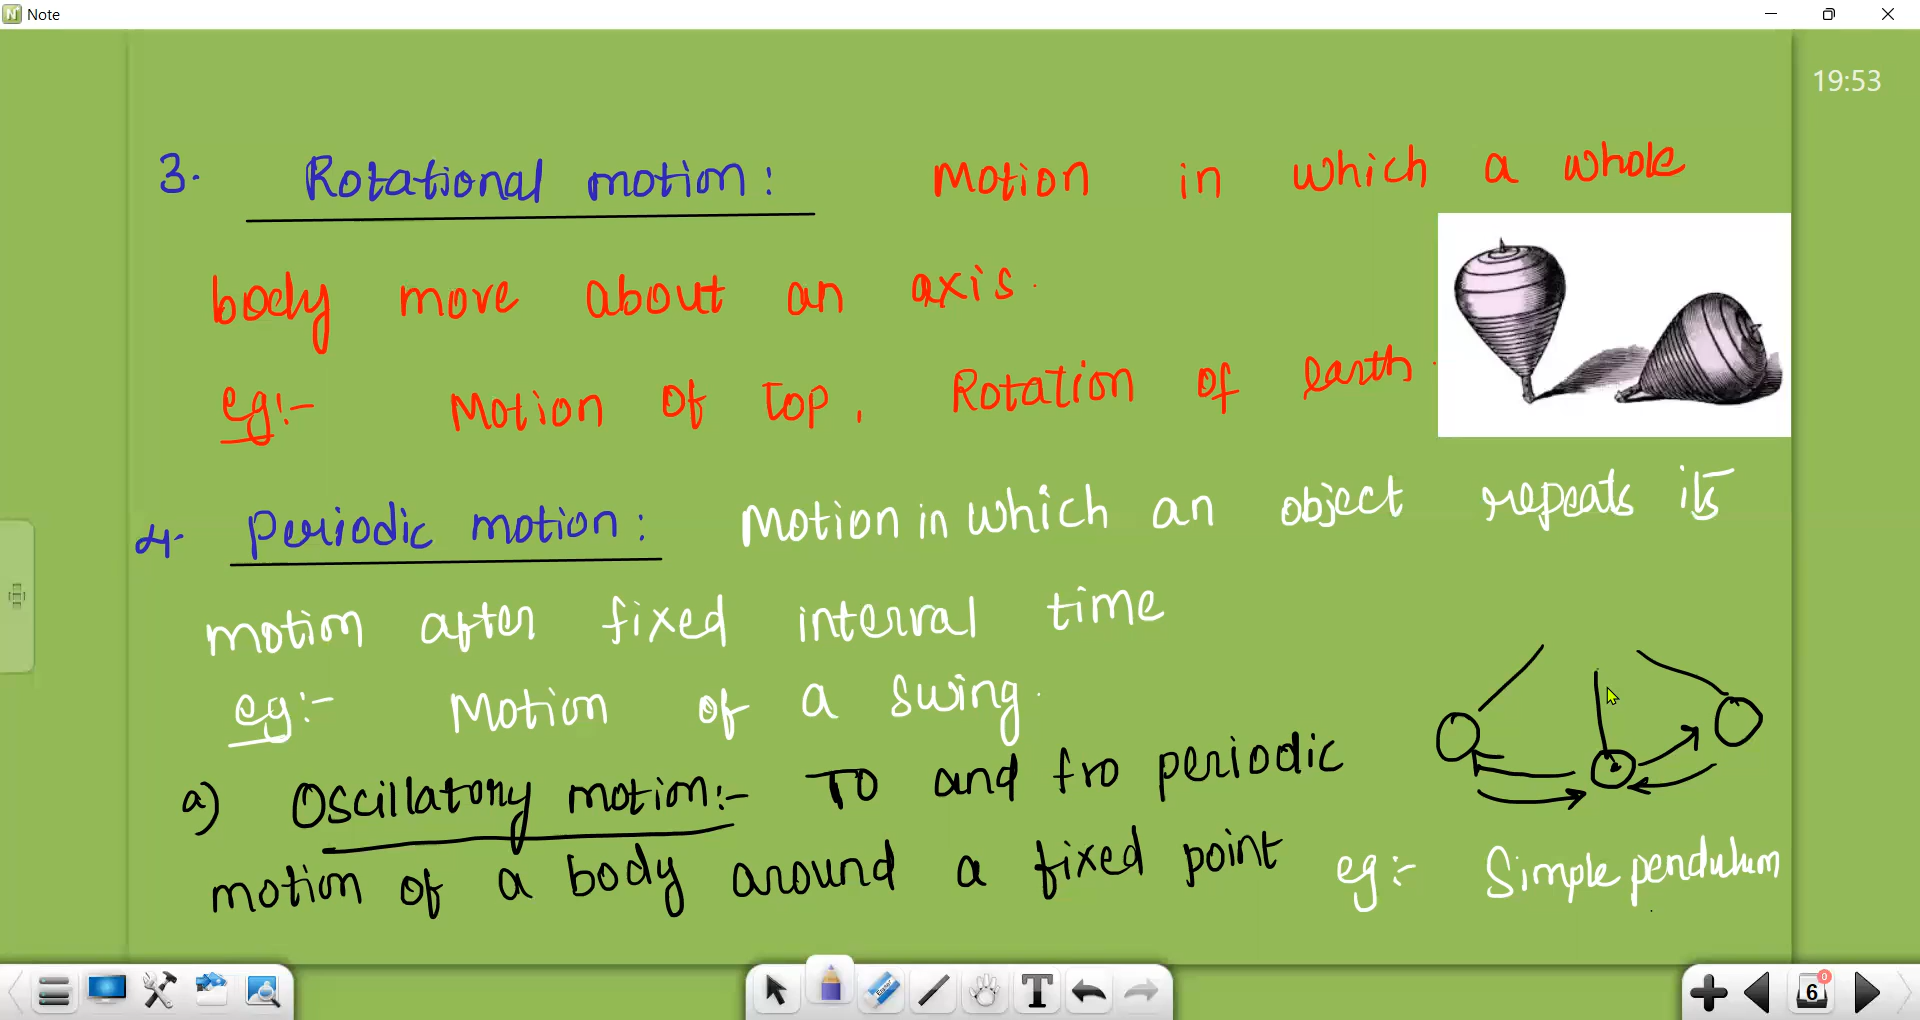 Note
19:53
3. Rotational motion: Motion in which a whole
body move about an axis.
eg:- Motion of top, Rotation of earth.
4. Periodic motion: Motion in which an object repeats its
motion after fixed interval time
eg:- Motion of a swing.
a) Oscillatory motion:- To and fro periodic
motion of a body around a fixed point eg:- Simple pendulum
T
6
0